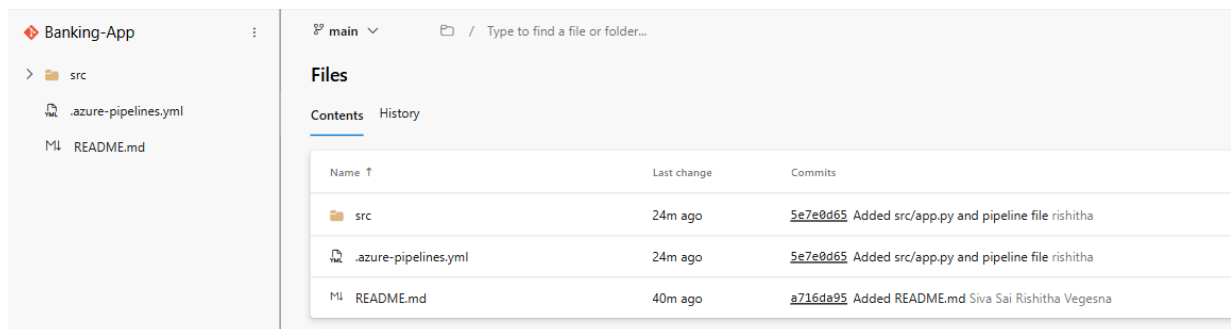 Banking-App
src
.azure-pipelines.yml
README.md
main / Type to find a file or folder...
Files
Contents History
Name ↑ Last change Commits
src 24m ago 5e7e0d65 Added src/app.py and pipeline file rishitha
YML .azure-pipelines.yml 24m ago 5e7e0d65 Added src/app.py and pipeline file rishitha
M↓ README.md 40m ago a716da95 Added README.md Siva Sai Rishitha Vegesna